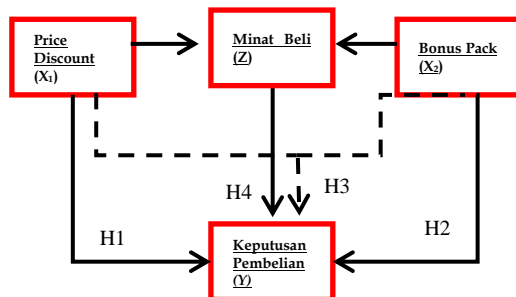 Price
Discount
(X₁)
Minat Beli
(Z)
Bonus Pack
(X₂)
H4
H3
H1
H2
Keputusan
Pembelian
(Y)